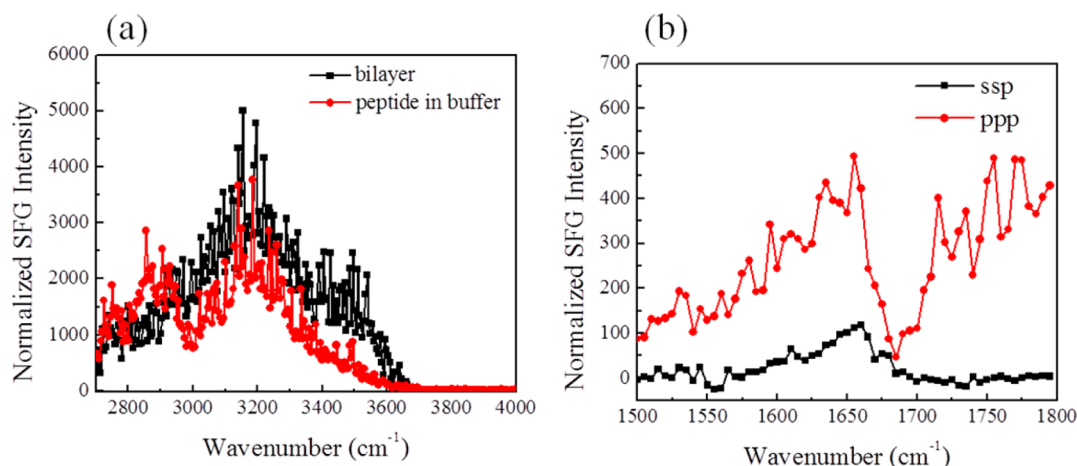 (a)
Normalized SFG Intensity
6000
5000
4000
3000
2000
1000
0
bilayer
peptide in buffer
2800 3000 3200 3400 3600 3800 4000
Wavenumber (cm⁻¹)
(b)
Normalized SFG Intensity
700
600
500
400
300
200
100
0
ssp
ppp
1500 1550 1600 1650 1700 1750 1800
Wavenumber (cm⁻¹)